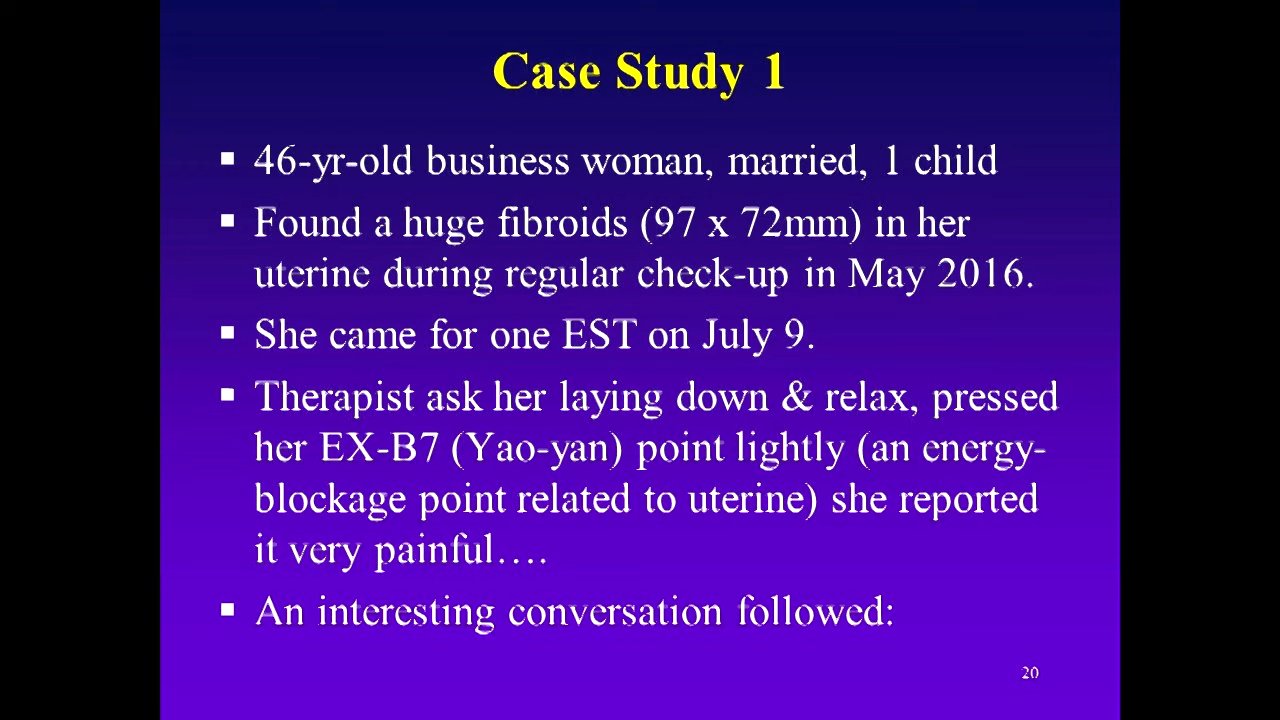 Case Study 1
▪ 46-yr-old business woman, married, 1 child
▪ Found a huge fibroids (97 x 72mm) in her
uterine during regular check-up in May 2016.
▪ She came for one EST on July 9.
▪ Therapist ask her laying down & relax, pressed
her EX-B7 (Yao-yan) point lightly (an energy-
blockage point related to uterine) she reported
it very painful….
▪ An interesting conversation followed:
20